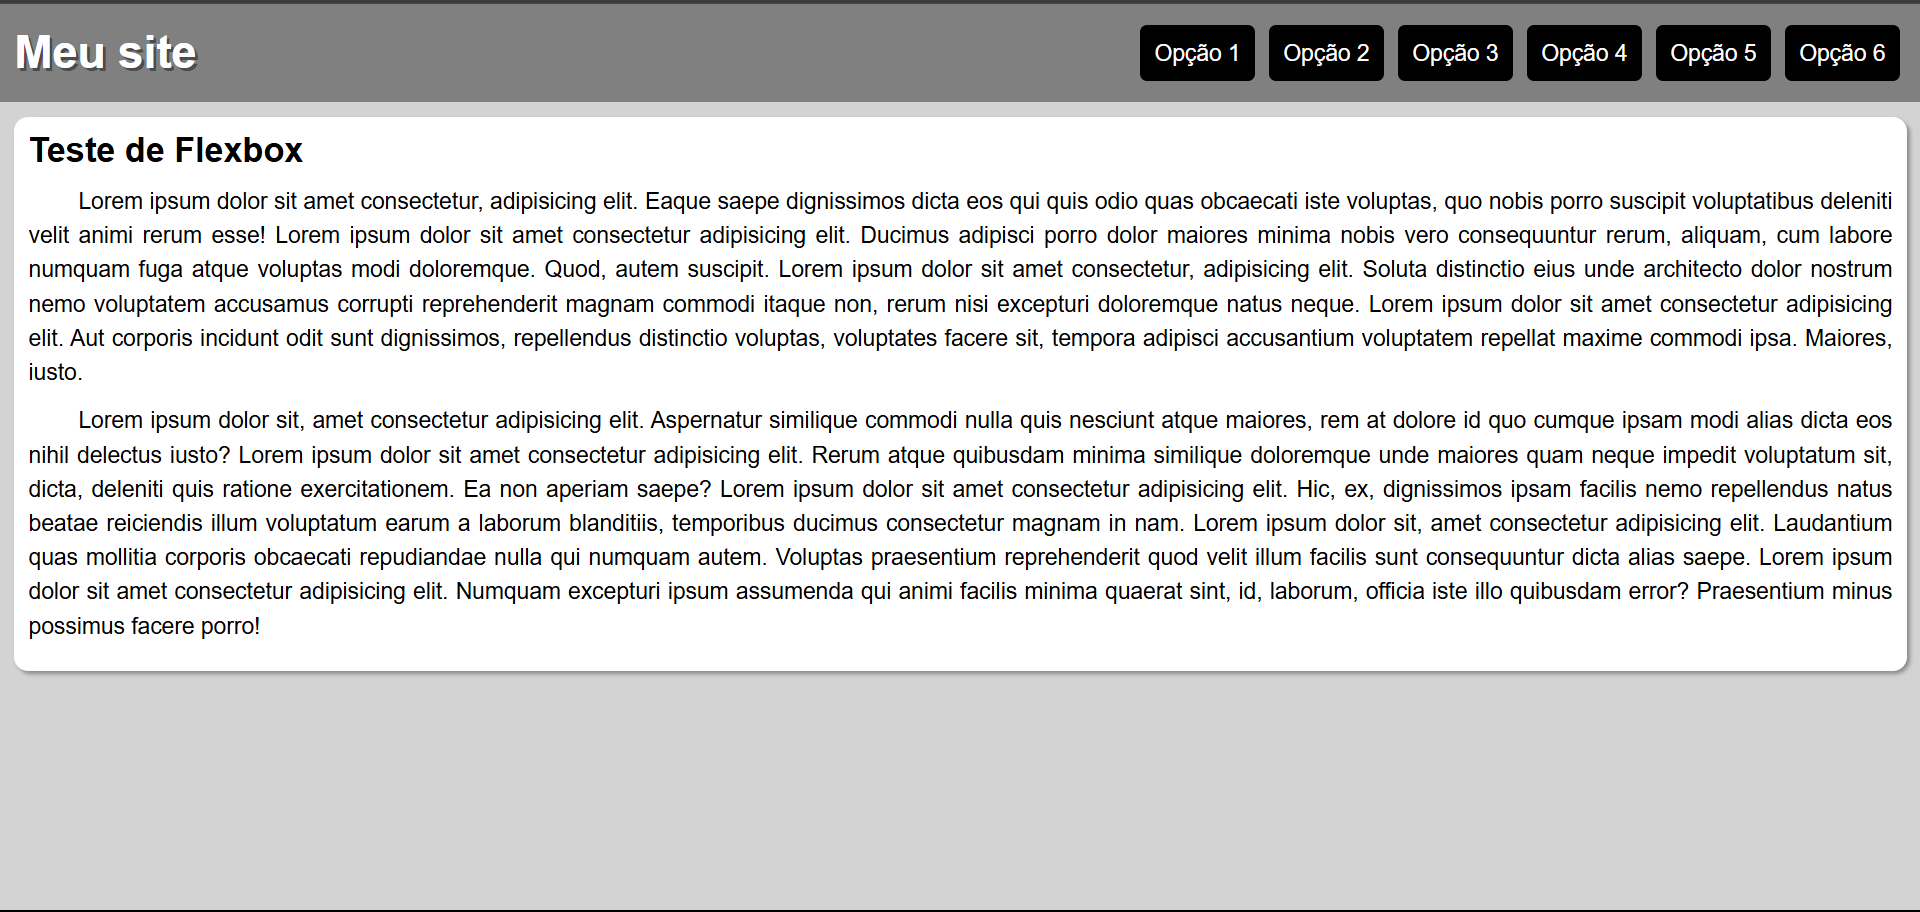 Meu site
Opção 1
Opção 2
Opção 3
Opção 4
Opção 5
Opção 6
Teste de Flexbox
Lorem ipsum dolor sit amet consectetur, adipisicing elit. Eaque saepe dignissimos dicta eos qui quis odio quas obcaecati iste voluptas, quo nobis porro suscipit voluptatibus deleniti
velit animi rerum esse! Lorem ipsum dolor sit amet consectetur adipisicing elit. Ducimus adipisci porro dolor maiores minima nobis vero consequuntur rerum, aliquam, cum labore
numquam fuga atque voluptas modi doloremque. Quod, autem suscipit. Lorem ipsum dolor sit amet consectetur, adipisicing elit. Soluta distinctio eius unde architecto dolor nostrum
nemo voluptatem accusamus corrupti reprehenderit magnam commodi itaque non, rerum nisi excepturi doloremque natus neque. Lorem ipsum dolor sit amet consectetur adipisicing
elit. Aut corporis incidunt odit sunt dignissimos, repellendus distinctio voluptas, voluptates facere sit, tempora adipisci accusantium voluptatem repellat maxime commodi ipsa. Maiores,
iusto.
Lorem ipsum dolor sit, amet consectetur adipisicing elit. Aspernatur similique commodi nulla quis nesciunt atque maiores, rem at dolore id quo cumque ipsam modi alias dicta eos
nihil delectus iusto? Lorem ipsum dolor sit amet consectetur adipisicing elit. Rerum atque quibusdam minima similique doloremque unde maiores quam neque impedit voluptatum sit,
dicta, deleniti quis ratione exercitationem. Ea non aperiam saepe? Lorem ipsum dolor sit amet consectetur adipisicing elit. Hic, ex, dignissimos ipsam facilis nemo repellendus natus
beatae reiciendis illum voluptatum earum a laborum blanditiis, temporibus ducimus consectetur magnam in nam. Lorem ipsum dolor sit, amet consectetur adipisicing elit. Laudantium
quas mollitia corporis obcaecati repudiandae nulla qui numquam autem. Voluptas praesentium reprehenderit quod velit illum facilis sunt consequuntur dicta alias saepe. Lorem ipsum
dolor sit amet consectetur adipisicing elit. Numquam excepturi ipsum assumenda qui animi facilis minima quaerat sint, id, laborum, officia iste illo quibusdam error? Praesentium minus
possimus facere porro!